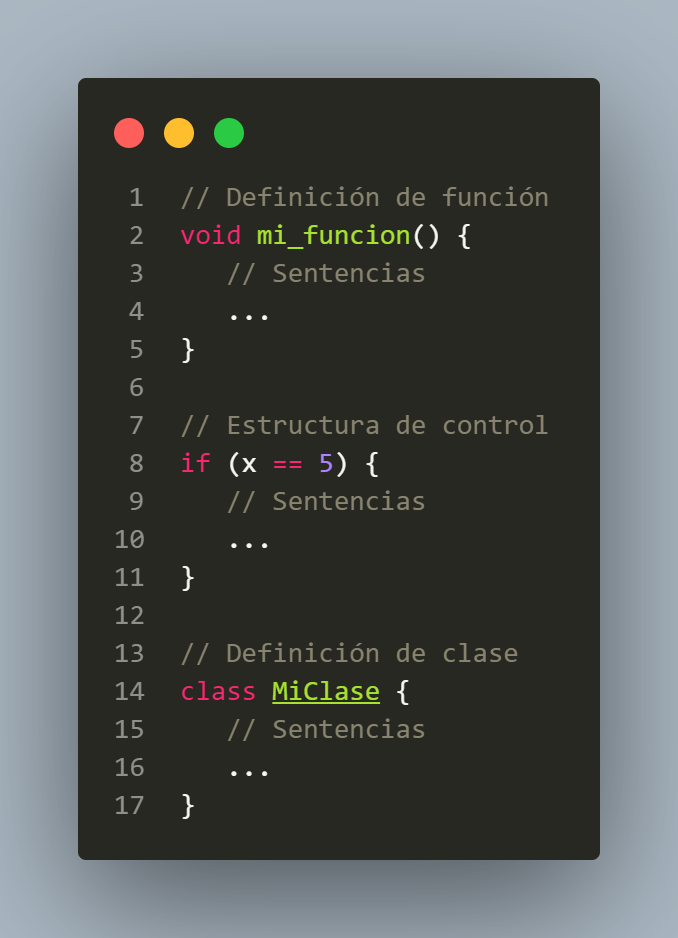 1 // Definición de función
2 void mi_funcion() {
3    // Sentencias
4    ...
5 }
6
7 // Estructura de control
8 if (x == 5) {
9    // Sentencias
10    ...
11 }
12
13 // Definición de clase
14 class MiClase {
15    // Sentencias
16    ...
17 }